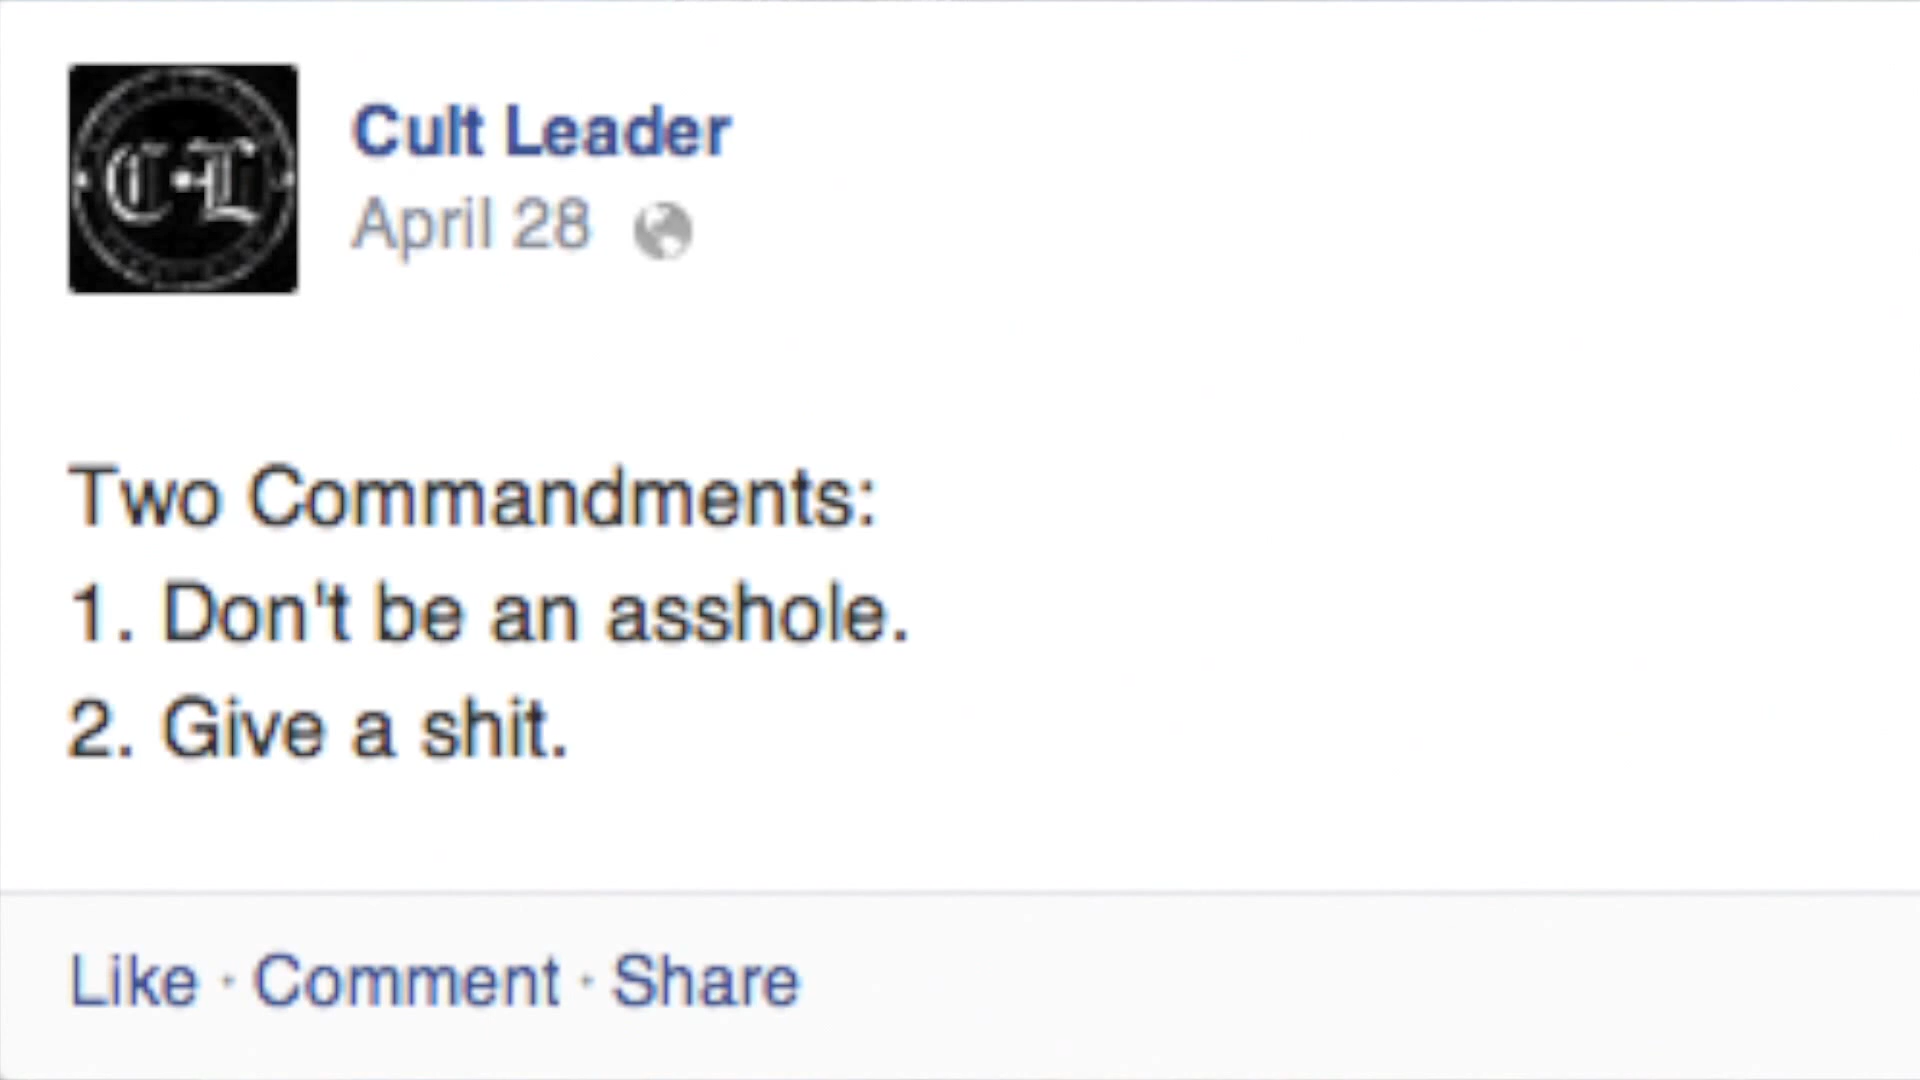 C L
Cult Leader
April 28
Two Commandments:
1. Don't be an asshole.
2. Give a shit.
Like · Comment · Share